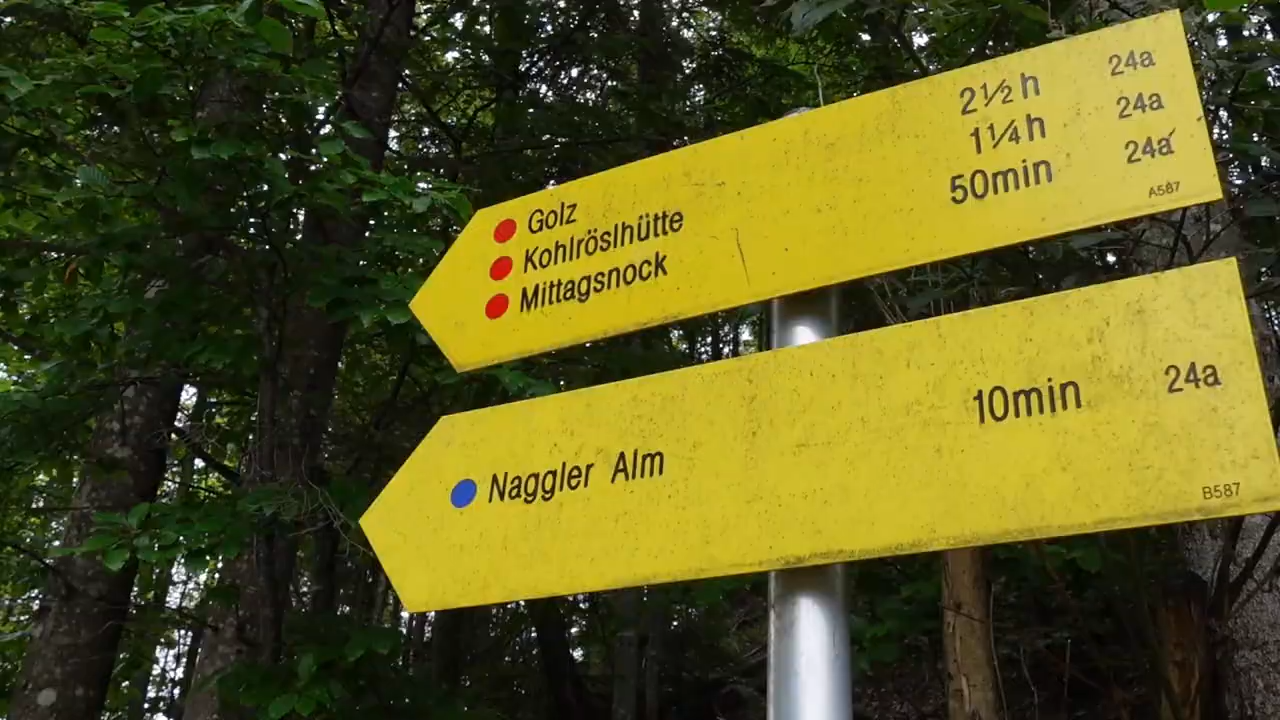 Golz 2½ h 24a
Kohlröslhütte 1¼ h 24a
Mittagsnock 50min 24a
A587
Naggler Alm 10min 24a
B587